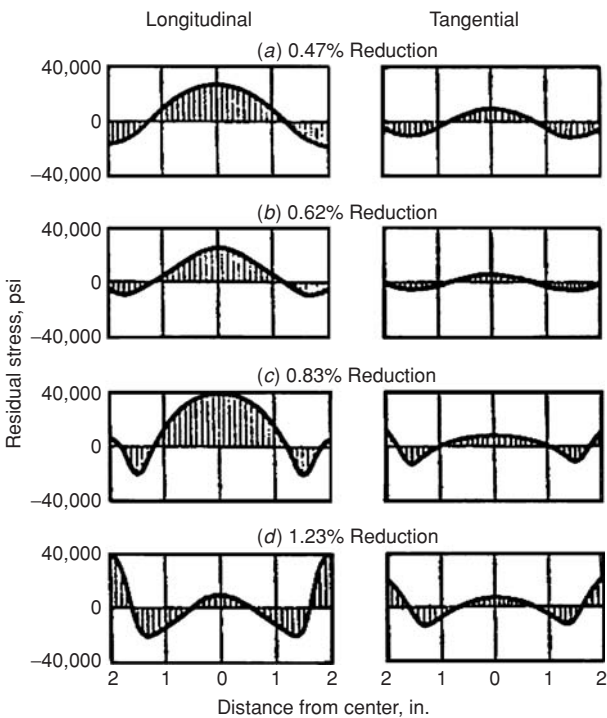 Longitudinal Tangential
(a) 0.47% Reduction
40,000
0
−40,000
(b) 0.62% Reduction
40,000
0
−40,000
Residual stress, psi
(c) 0.83% Reduction
40,000
0
−40,000
(d) 1.23% Reduction
40,000
0
−40,000
2 1 0 1 2 2 1 0 1 2
Distance from center, in.